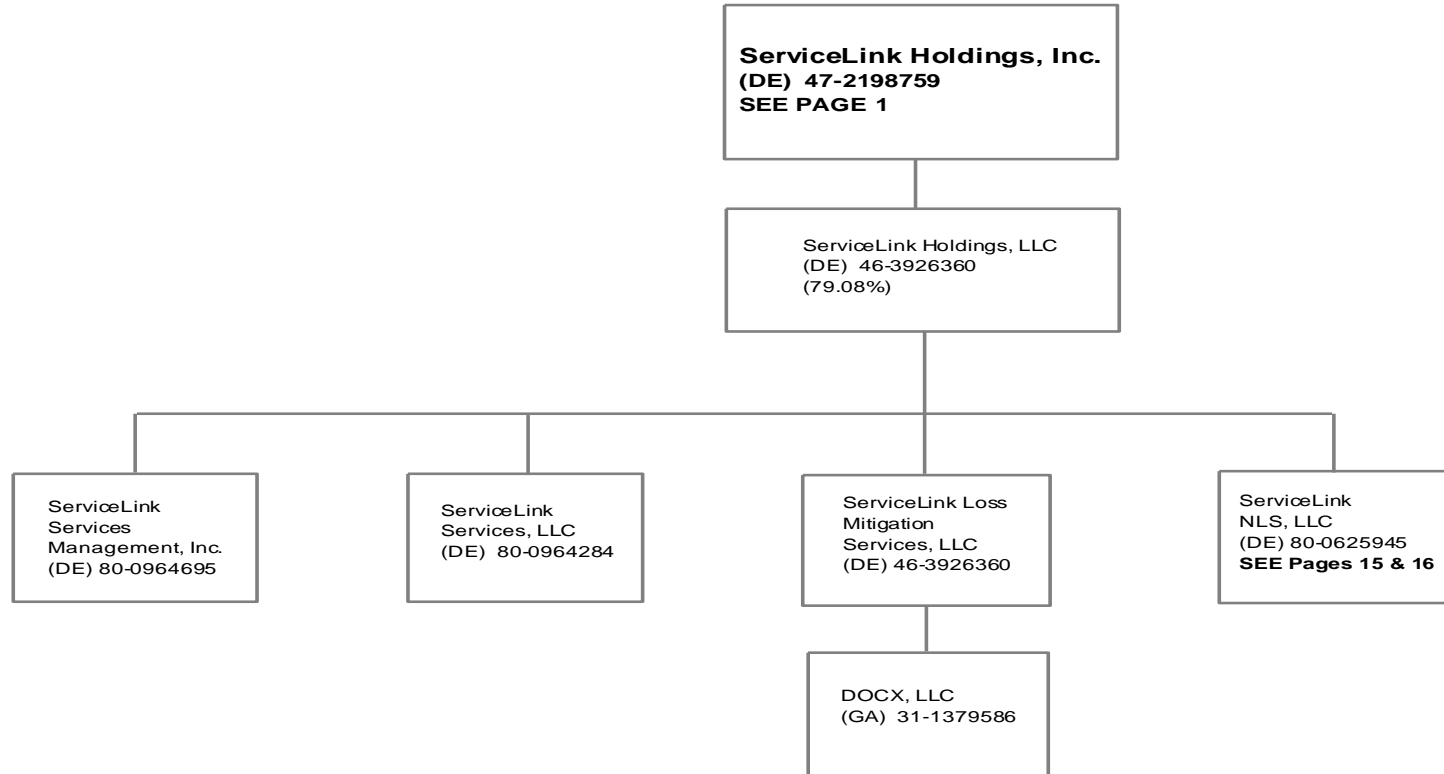 ServiceLink Holdings, Inc.
(DE) 47-2198759
SEE PAGE 1
ServiceLink Holdings, LLC
(DE) 46-3926360
(79.08%)
ServiceLink
Services
Management, Inc.
(DE) 80-0964695
ServiceLink
Services, LLC
(DE) 80-0964284
ServiceLink Loss
Mitigation
Services, LLC
(DE) 46-3926360
ServiceLink
NLS, LLC
(DE) 80-0625945
SEE Pages 15 & 16
DOCX, LLC
(GA) 31-1379586